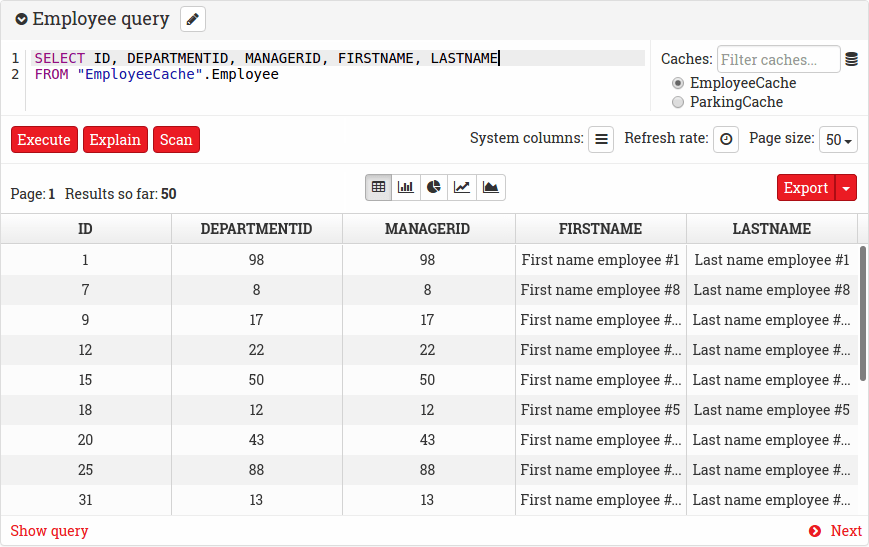 Employee query
1 SELECT ID, DEPARTMENTID, MANAGERID, FIRSTNAME, LASTNAME
2 FROM "EmployeeCache".Employee
Caches: Filter caches...
EmployeeCache
ParkingCache
Execute Explain Scan System columns: Refresh rate: Page size: 50
Page: 1 Results so far: 50 Export
ID DEPARTMENTID MANAGERID FIRSTNAME LASTNAME
1 98 98 First name employee #1 Last name employee #1
7 8 8 First name employee #8 Last name employee #8
9 17 17 First name employee #... Last name employee #...
12 22 22 First name employee #... Last name employee #...
15 50 50 First name employee #... Last name employee #...
18 12 12 First name employee #5 Last name employee #5
20 43 43 First name employee #... Last name employee #...
25 88 88 First name employee #... Last name employee #...
31 13 13 First name employee #... Last name employee #...
Show query Next